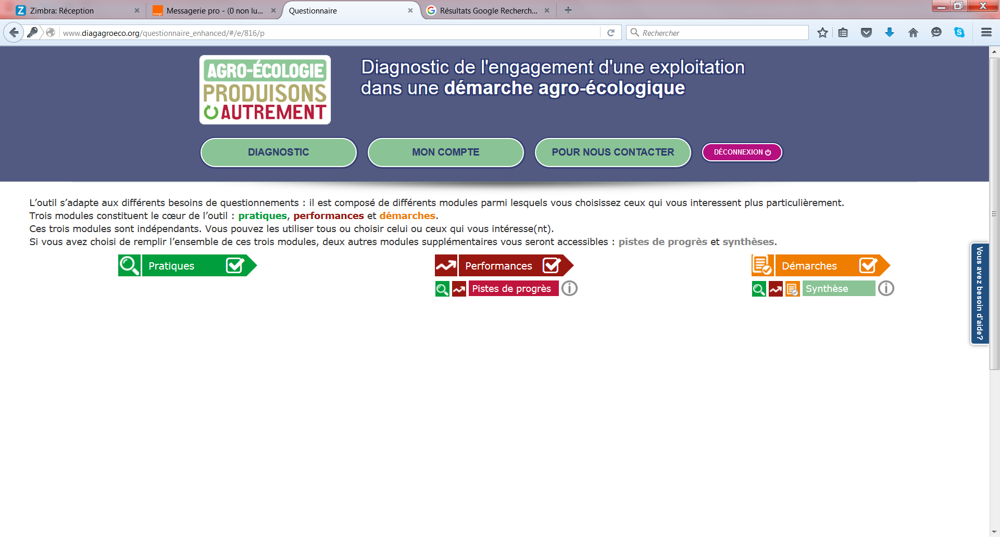 Zimbra: Réception
Messagerie pro - (0 non lu...
Questionnaire
Résultats Google Recherch...
www.diagagroeco.org/questionnaire_enhanced/#/e/816/p
Rechercher
AGRO-ÉCOLOGIE
PRODUISONS
AUTREMENT
Diagnostic de l'engagement d'une exploitation
dans une démarche agro-écologique
DIAGNOSTIC
MON COMPTE
POUR NOUS CONTACTER
DÉCONNEXION
L’outil s’adapte aux différents besoins de questionnements : il est composé de différents modules parmi lesquels vous choisissez ceux qui vous interessent plus particulièrement.
Trois modules constituent le cœur de l’outil : pratiques, performances et démarches.
Ces trois modules sont indépendants. Vous pouvez les utiliser tous ou choisir celui ou ceux qui vous intéresse(nt).
Si vous avez choisi de remplir l’ensemble de ces trois modules, deux autres modules supplémentaires vous seront accessibles : pistes de progrès et synthèses.
Pratiques
Performances
Démarches
Pistes de progrès
Synthèse
Vous avez besoin d'aide?